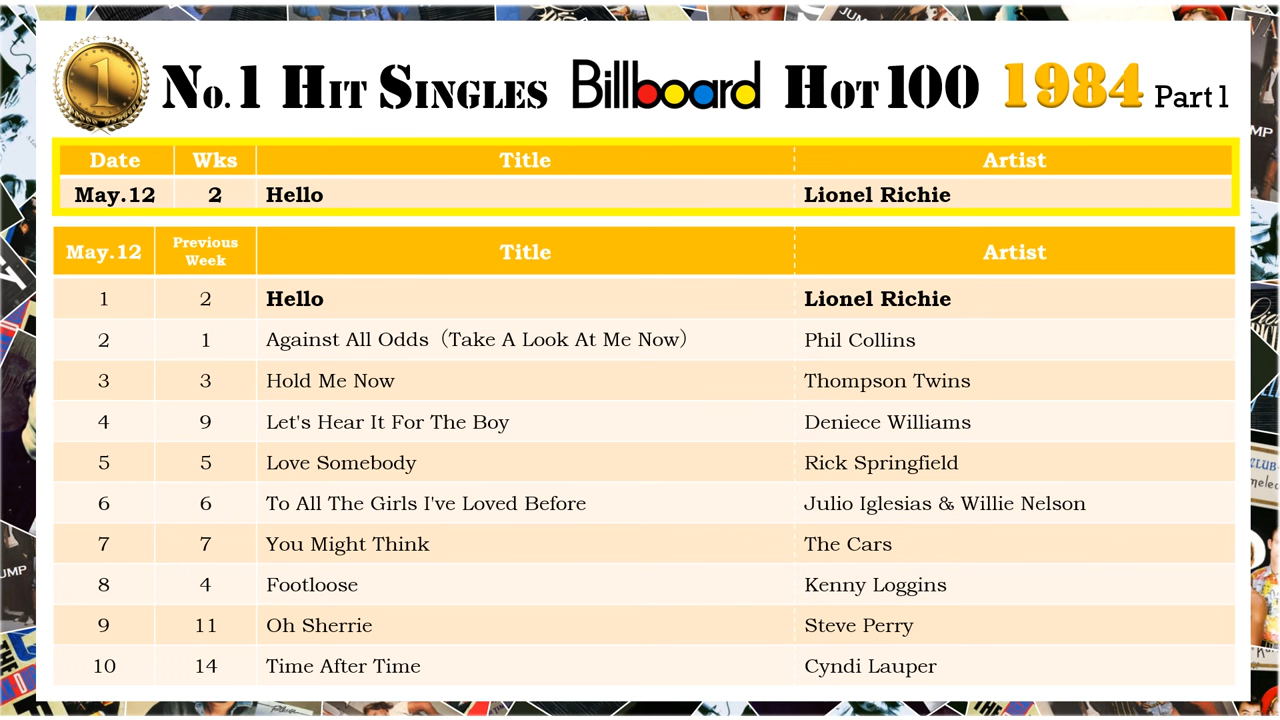 1 No.1 Hit Singles Billboard Hot 100 1984 Part 1
Date Wks Title Artist
May.12 2 Hello Lionel Richie
May.12 Previous Week Title Artist
1 2 Hello Lionel Richie
2 1 Against All Odds（Take A Look At Me Now） Phil Collins
3 3 Hold Me Now Thompson Twins
4 9 Let's Hear It For The Boy Deniece Williams
5 5 Love Somebody Rick Springfield
6 6 To All The Girls I've Loved Before Julio Iglesias & Willie Nelson
7 7 You Might Think The Cars
8 4 Footloose Kenny Loggins
9 11 Oh Sherrie Steve Perry
10 14 Time After Time Cyndi Lauper